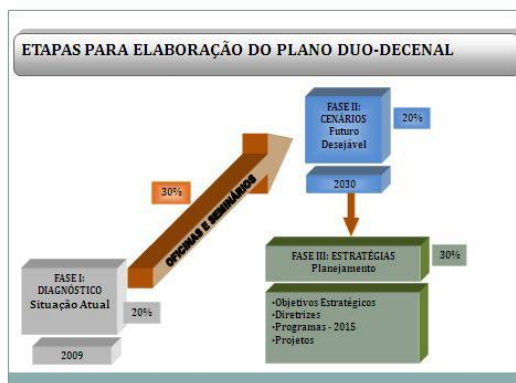 ETAPAS PARA ELABORAÇÃO DO PLANO DUO-DECENAL
FASE I:
DIAGNÓSTICO
Situação Atual
20%
2009
30%
OFICINAS E SEMINÁRIOS
FASE II:
CENÁRIOS
Futuro
Desejável
20%
2030
FASE III: ESTRATÉGIAS
Planejamento
30%
•Objetivos Estratégicos
•Diretrizes
•Programas - 2015
•Projetos